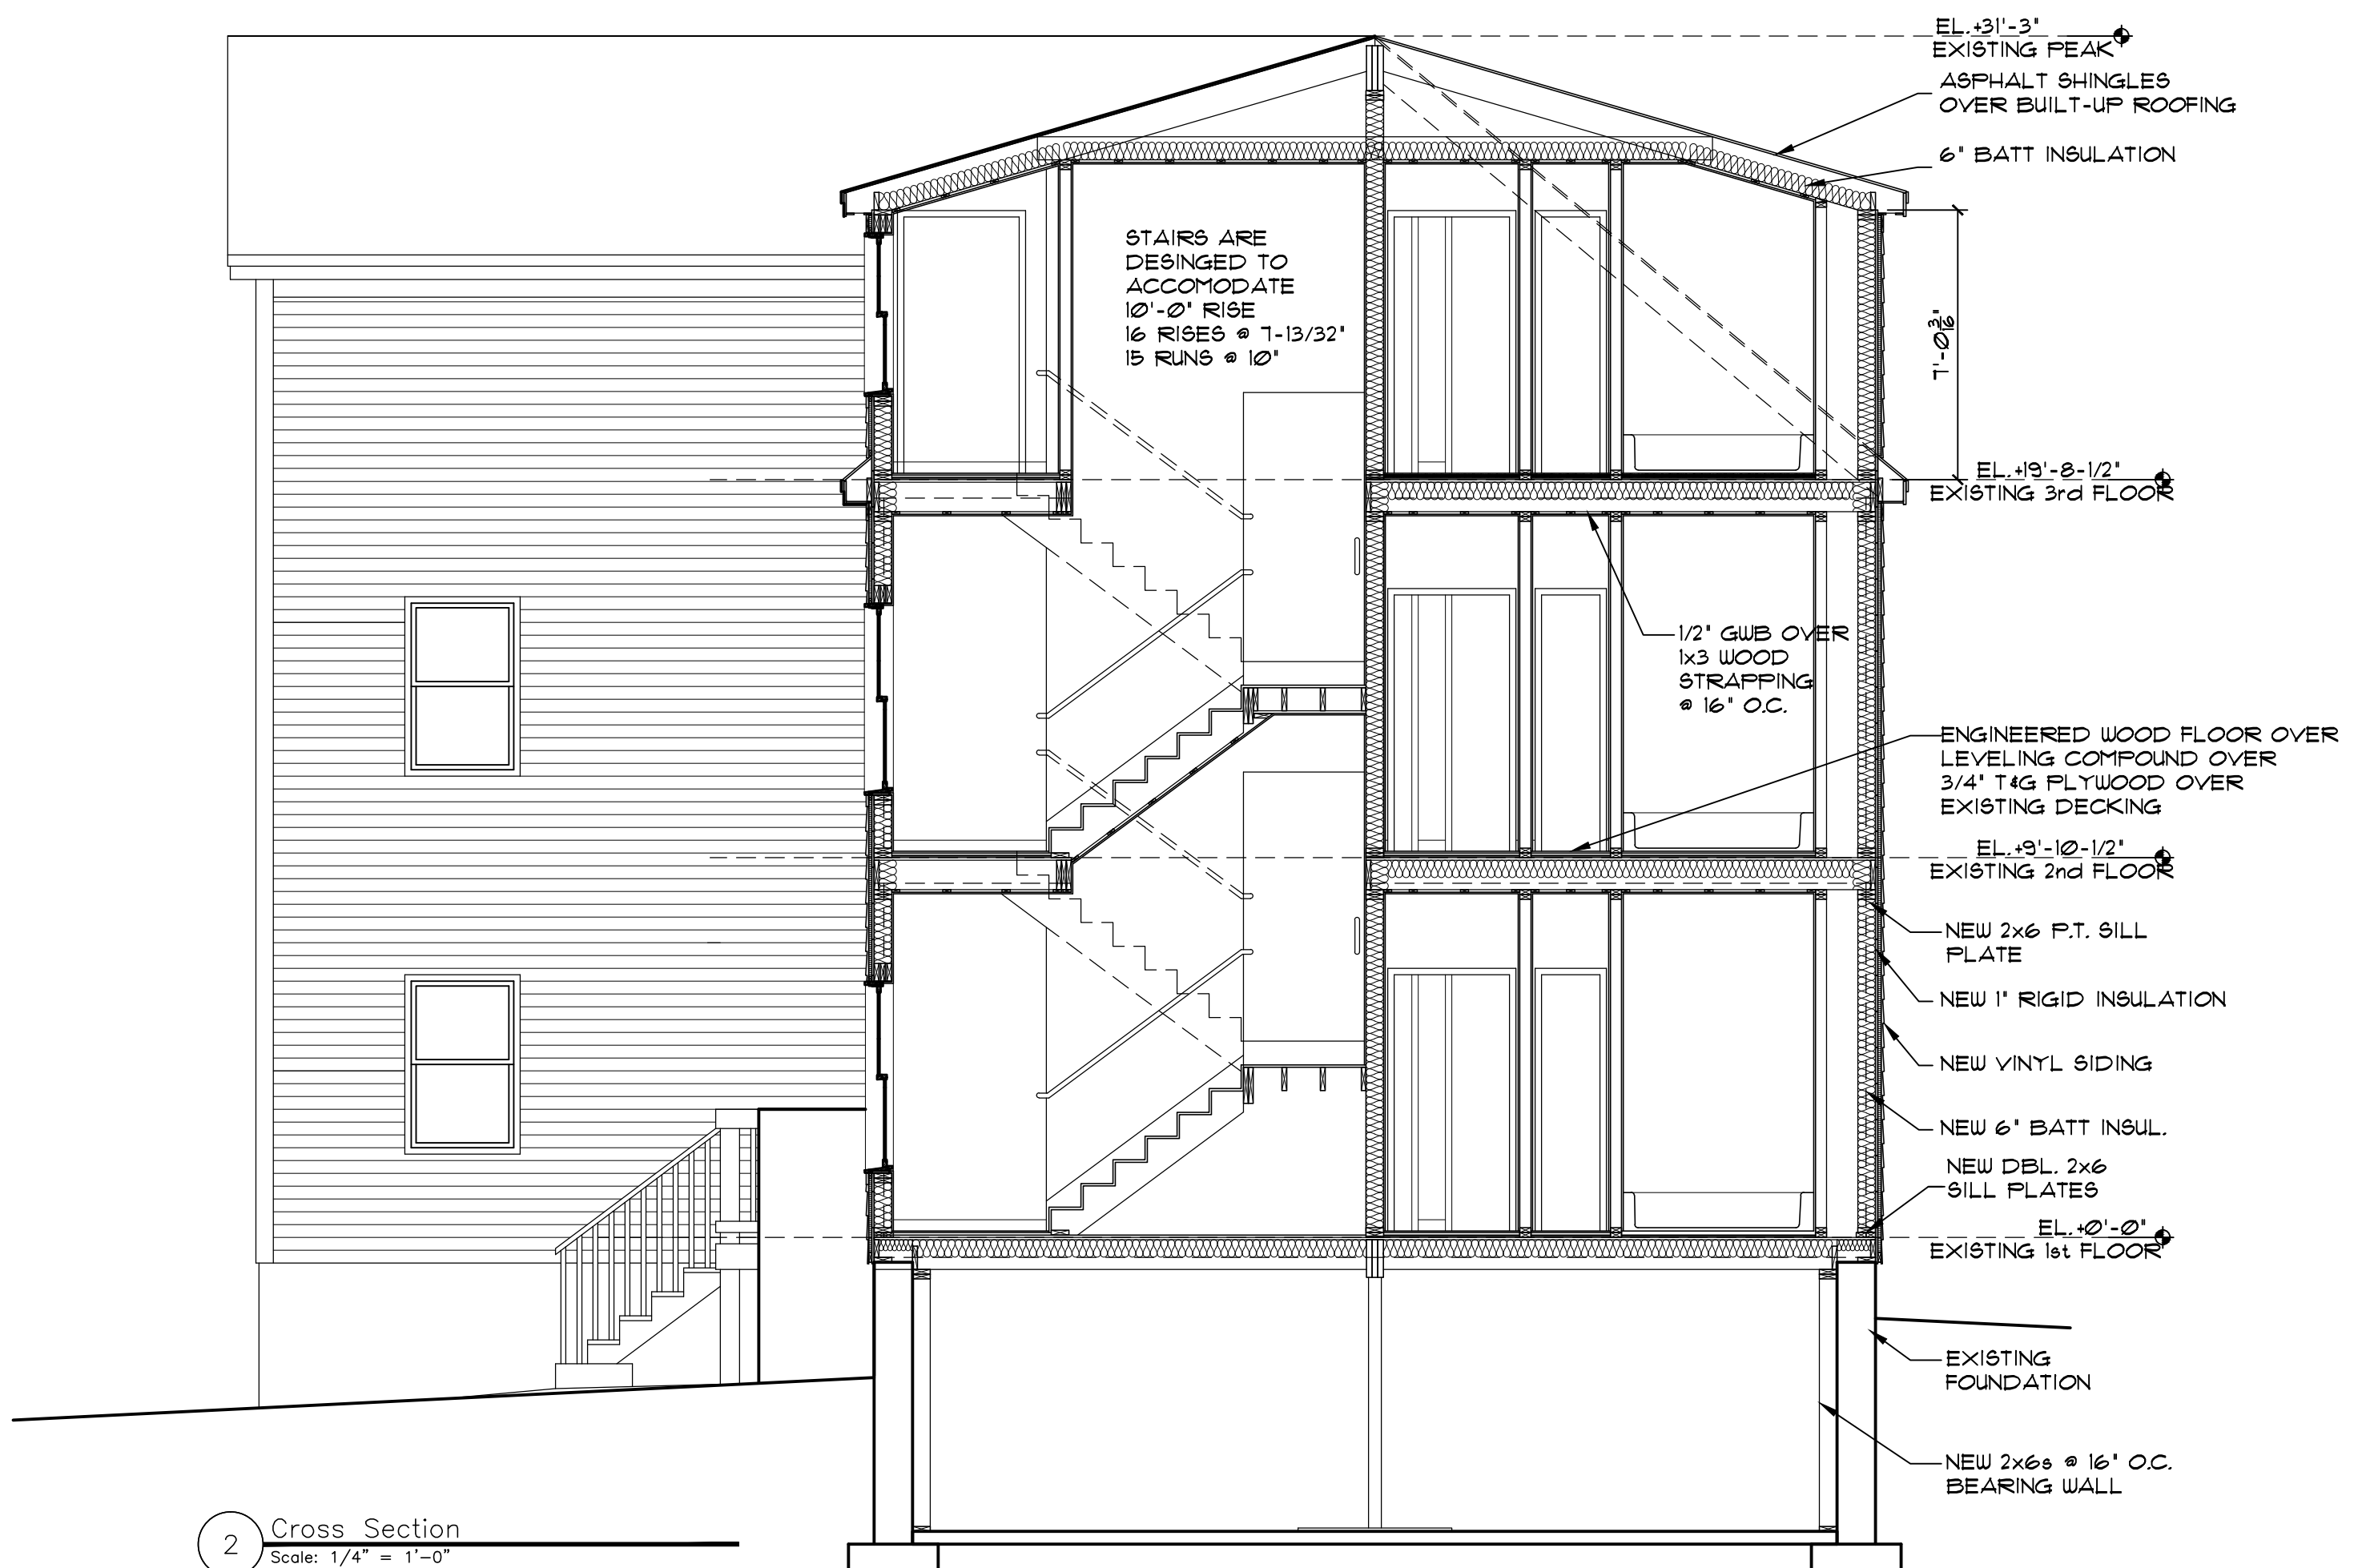 EL.+31'-3"
EXISTING PEAK
ASPHALT SHINGLES
OVER BUILT-UP ROOFING
6" BATT INSULATION
STAIRS ARE
DESINGED TO
ACCOMODATE
10'-0" RISE
16 RISES @ 7-13/32"
15 RUNS @ 10"
7'-0 3/16"
EL.+19'-8-1/2"
EXISTING 3rd FLOOR
1/2" GWB OVER
1x3 WOOD
STRAPPING
@ 16" O.C.
ENGINEERED WOOD FLOOR OVER
LEVELING COMPOUND OVER
3/4" T&G PLYWOOD OVER
EXISTING DECKING
EL.+9'-10-1/2"
EXISTING 2nd FLOOR
NEW 2x6 P.T. SILL
PLATE
NEW 1" RIGID INSULATION
NEW VINYL SIDING
NEW 6" BATT INSUL.
NEW DBL. 2x6
SILL PLATES
EL.+0'-0"
EXISTING 1st FLOOR
EXISTING
FOUNDATION
NEW 2x6s @ 16" O.C.
BEARING WALL
2
Cross Section
Scale: 1/4" = 1'-0"